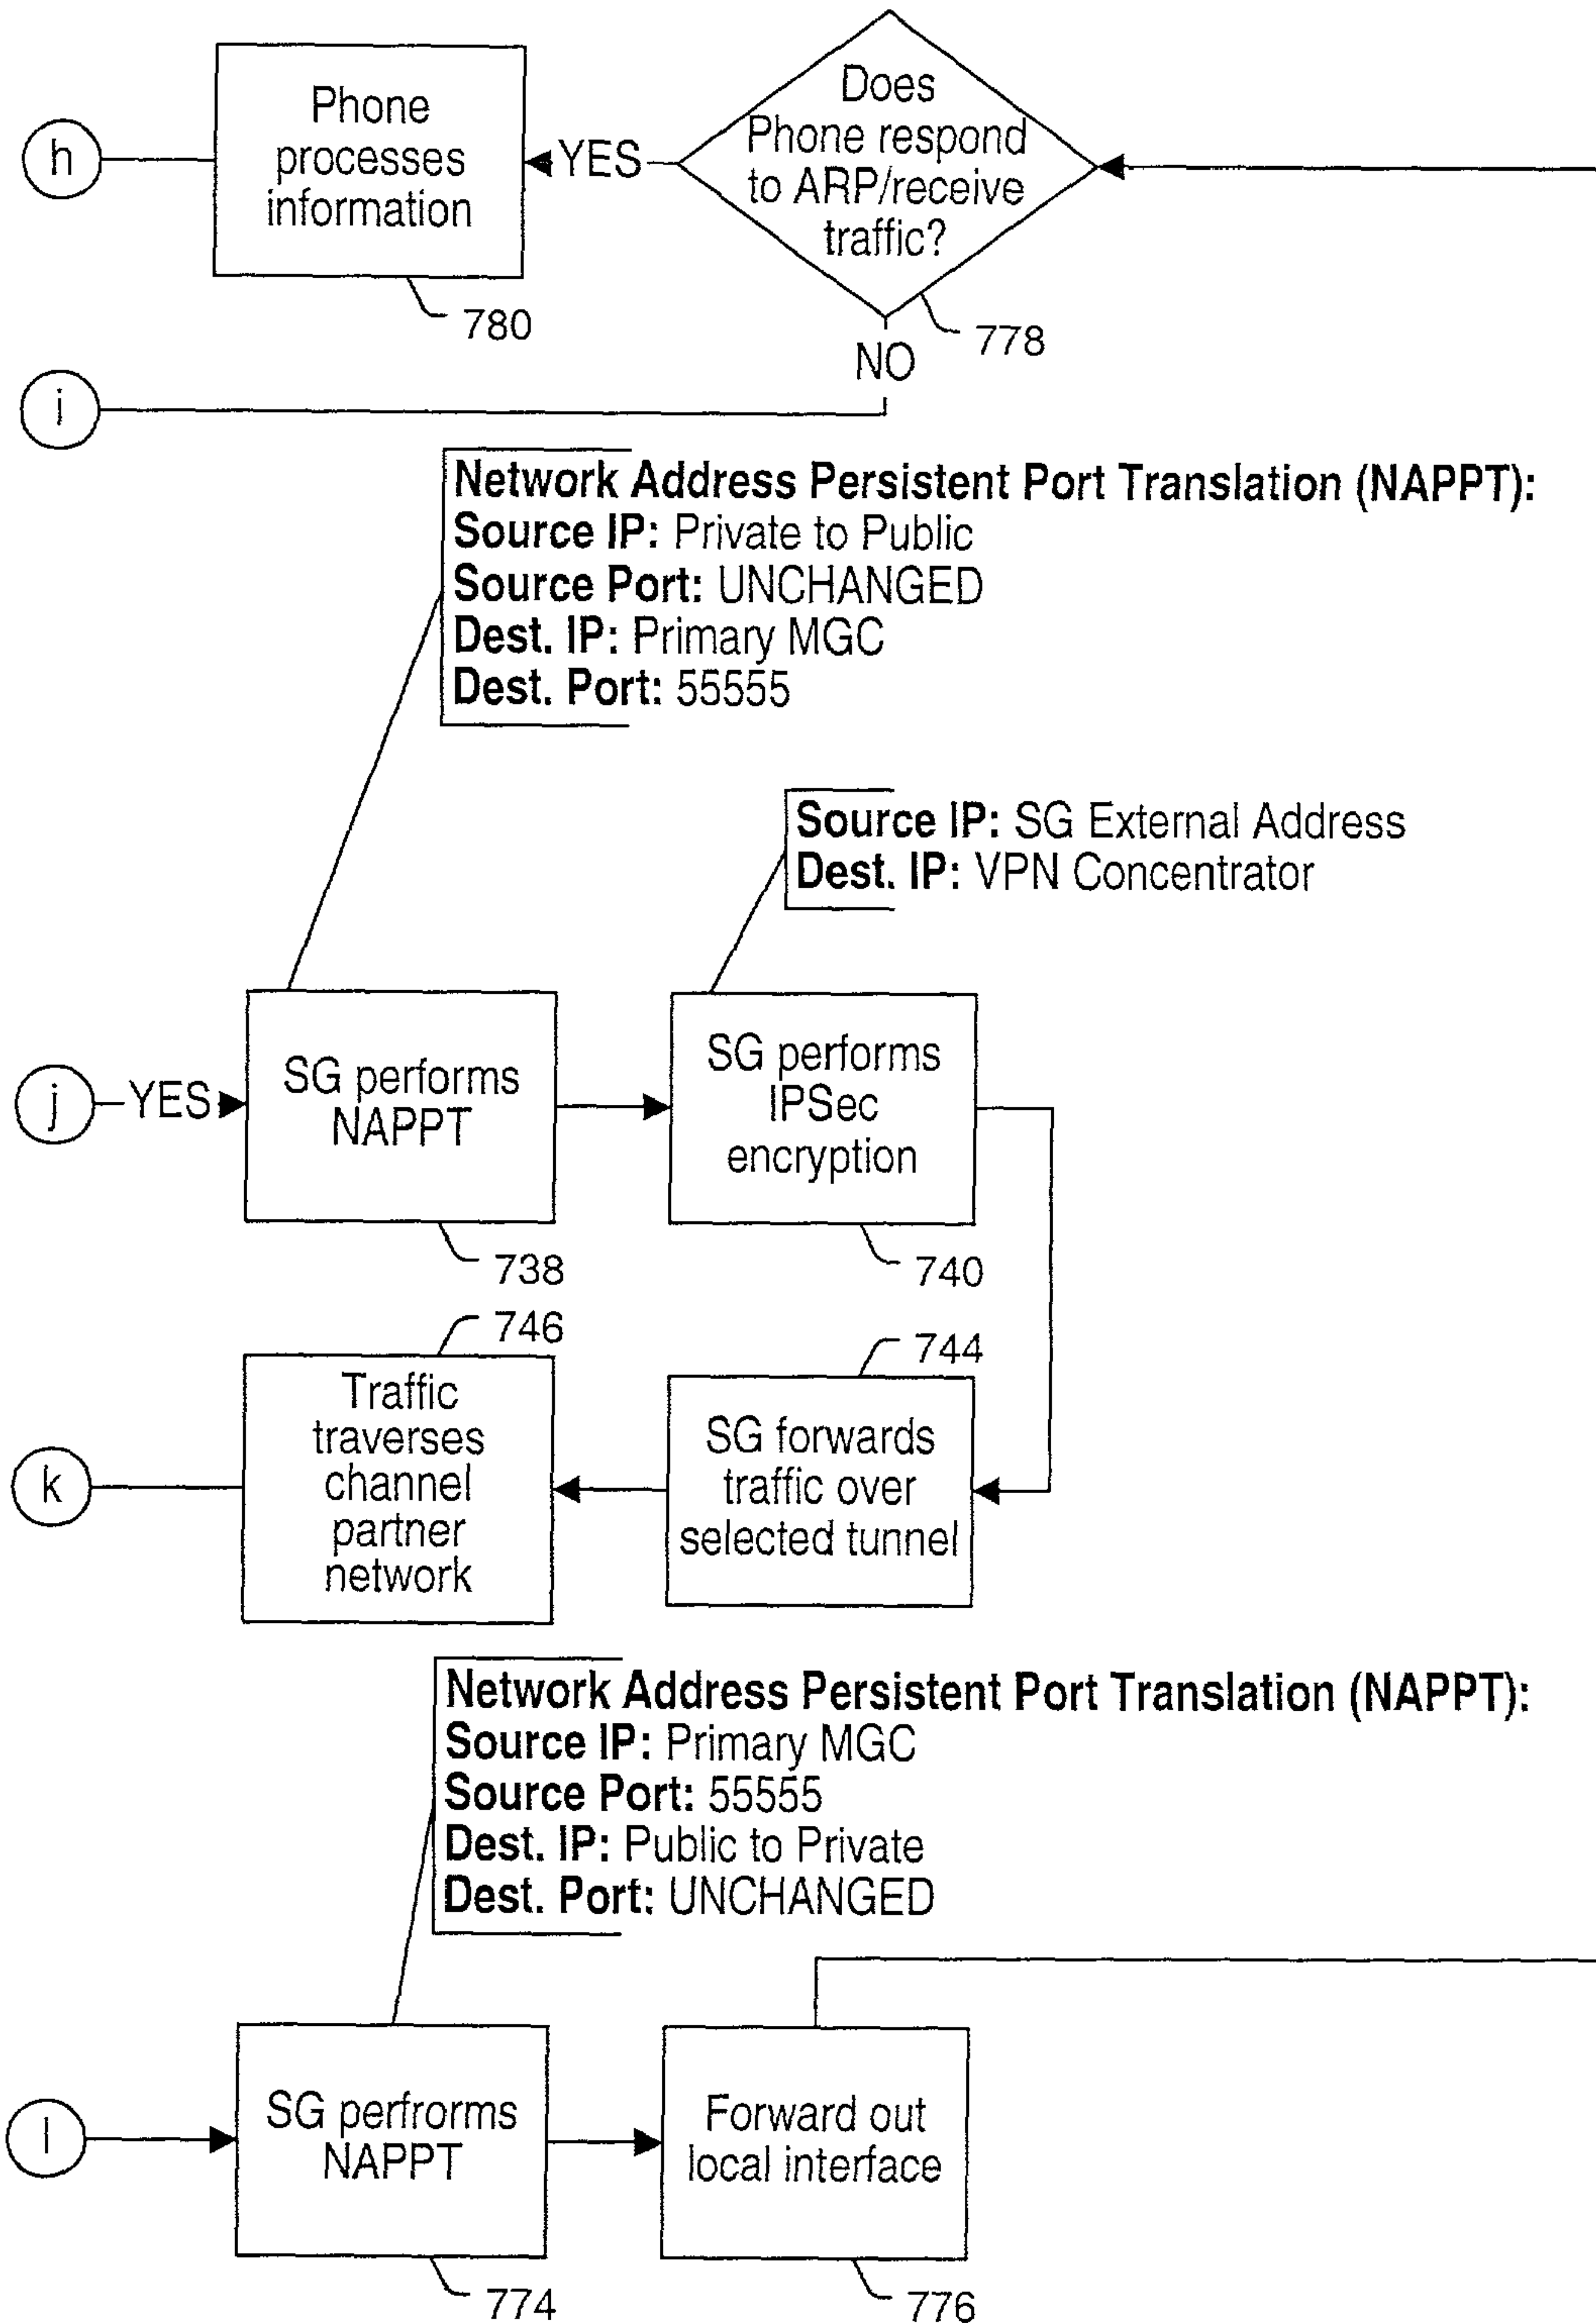 h
Phone
processes
information
780
YES
Does
Phone respond
to ARP/receive
traffic?
778
NO
i
Network Address Persistent Port Translation (NAPPT):
Source IP: Private to Public
Source Port: UNCHANGED
Dest. IP: Primary MGC
Dest. Port: 55555
Source IP: SG External Address
Dest. IP: VPN Concentrator
j
YES
SG performs
NAPPT
738
SG performs
IPSec
encryption
740
746
Traffic
traverses
channel
partner
network
744
SG forwards
traffic over
selected tunnel
k
Network Address Persistent Port Translation (NAPPT):
Source IP: Primary MGC
Source Port: 55555
Dest. IP: Public to Private
Dest. Port: UNCHANGED
l
SG perfrorms
NAPPT
774
Forward out
local interface
776